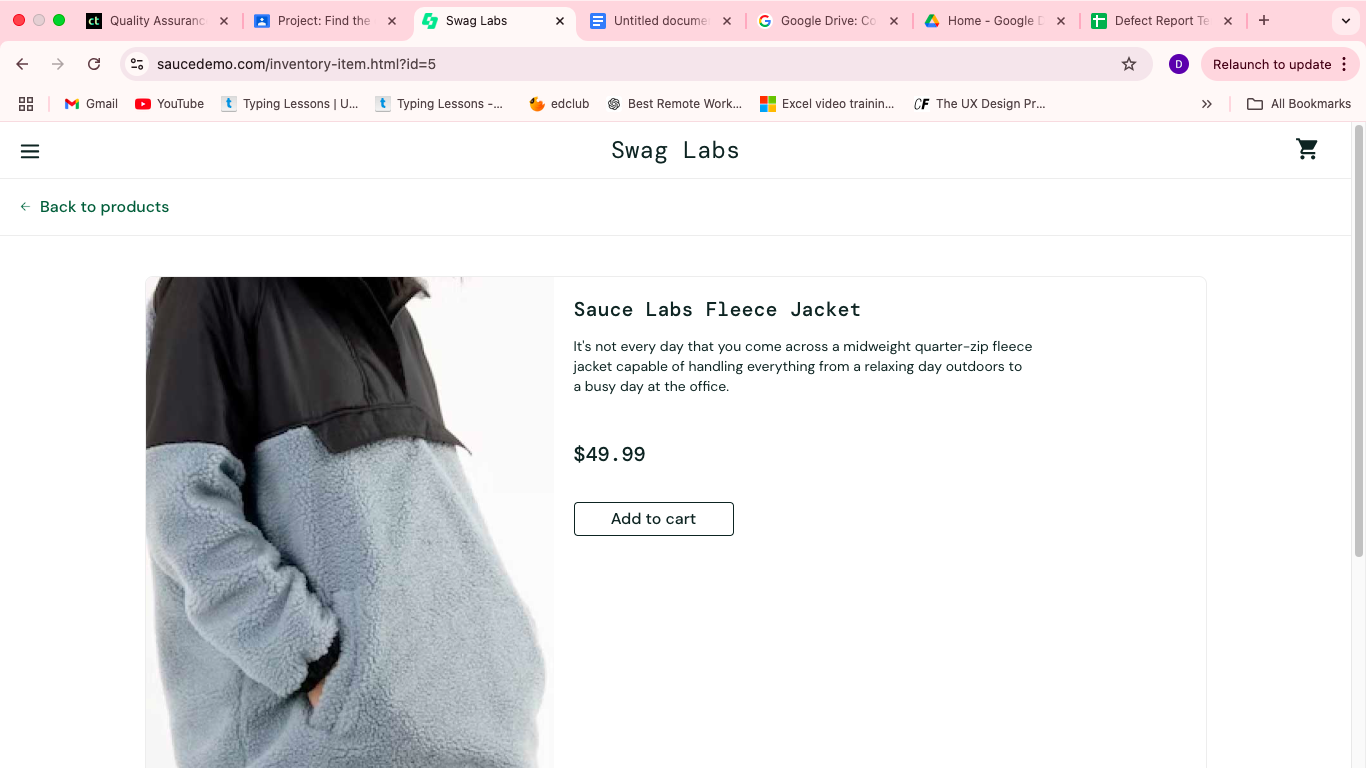 Quality Assuranc
Project: Find the
Swag Labs
Untitled docume
Google Drive: Co
Home - Google D
Defect Report Te
saucedemo.com/inventory-item.html?id=5
D
Relaunch to update
Gmail
YouTube
Typing Lessons | U...
Typing Lessons -...
edclub
Best Remote Work...
Excel video trainin...
The UX Design Pr...
All Bookmarks
Swag Labs
Back to products
Sauce Labs Fleece Jacket
It's not every day that you come across a midweight quarter-zip fleece
jacket capable of handling everything from a relaxing day outdoors to
a busy day at the office.
$49.99
Add to cart